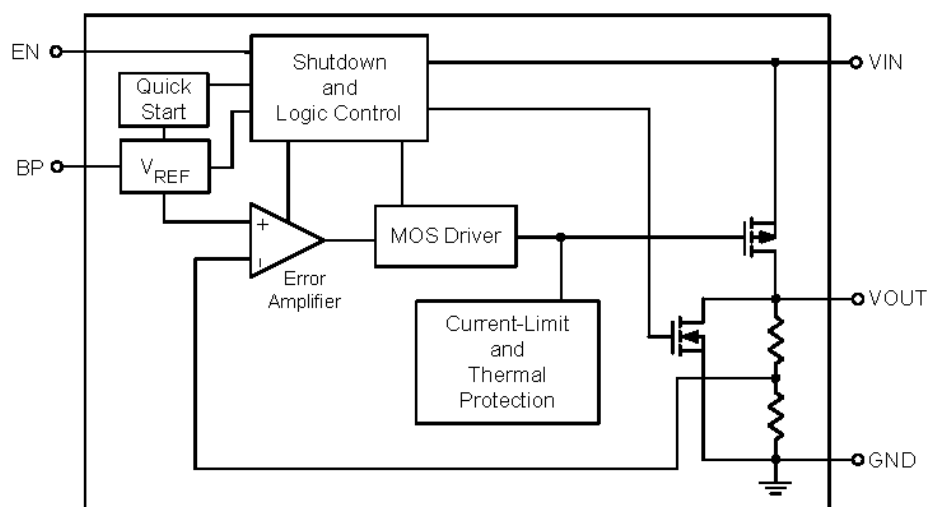 EN
Quick
Start
BP
V_REF
Shutdown
and
Logic Control
VIN
+
-
Error
Amplifier
MOS Driver
Current-Limit
and
Thermal
Protection
VOUT
GND